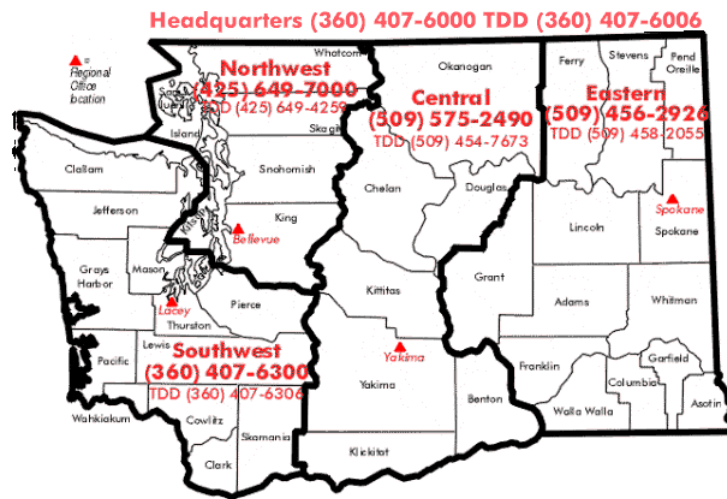 Headquarters (360) 407-6000 TDD (360) 407-6006
▲ =
Regional
Office
location
Whatcom
Northwest
(425) 649-7000
TDD (425) 649-4259
Skagit
Island
Snohomish
King
Bellevue
Kitsap
Okanogan
Central
(509) 575-2490
TDD (509) 454-7673
Chelan
Douglas
Kittitas
Yakima
Yakima
Benton
Klickitat
Ferry
Stevens
Pend
Oreille
Eastern
(509) 456-2926
TDD (509) 458-2055
Spokane
Spokane
Lincoln
Grant
Adams
Whitman
Franklin
Garfield
Columbia
Walla Walla
Asotin
Clallam
Jefferson
Grays
Harbor
Mason
Lacey
Thurston
Pierce
Lewis
Pacific
Southwest
(360) 407-6300
TDD (360) 407-6306
Wahkiakum
Cowlitz
Skamania
Clark